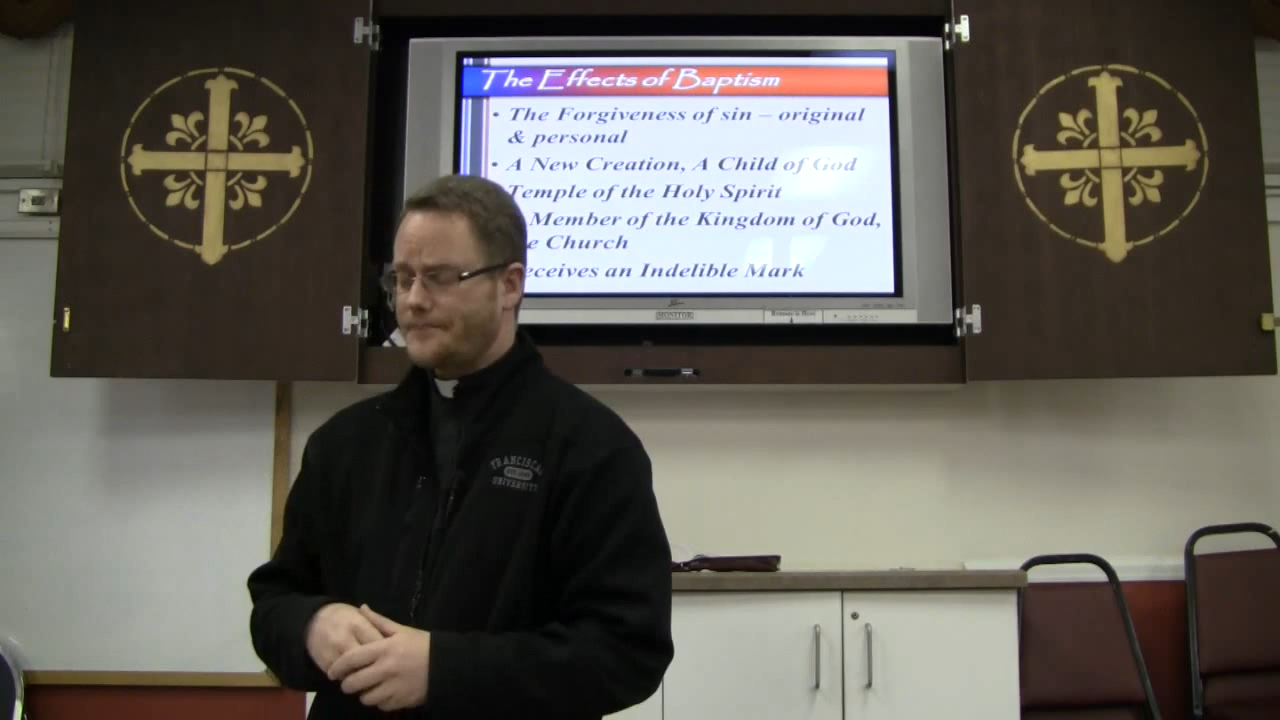 The Effects of Baptism
• The Forgiveness of sin – original
& personal
• A New Creation, A Child of God
Temple of the Holy Spirit
Member of the Kingdom of God,
Church
an Indelible Mark
MONITOR
FRANCISCAN
UNIVERSITY